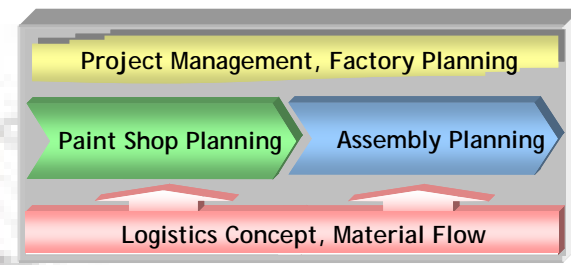 Project Management, Factory Planning
Paint Shop Planning
Assembly Planning
Logistics Concept, Material Flow